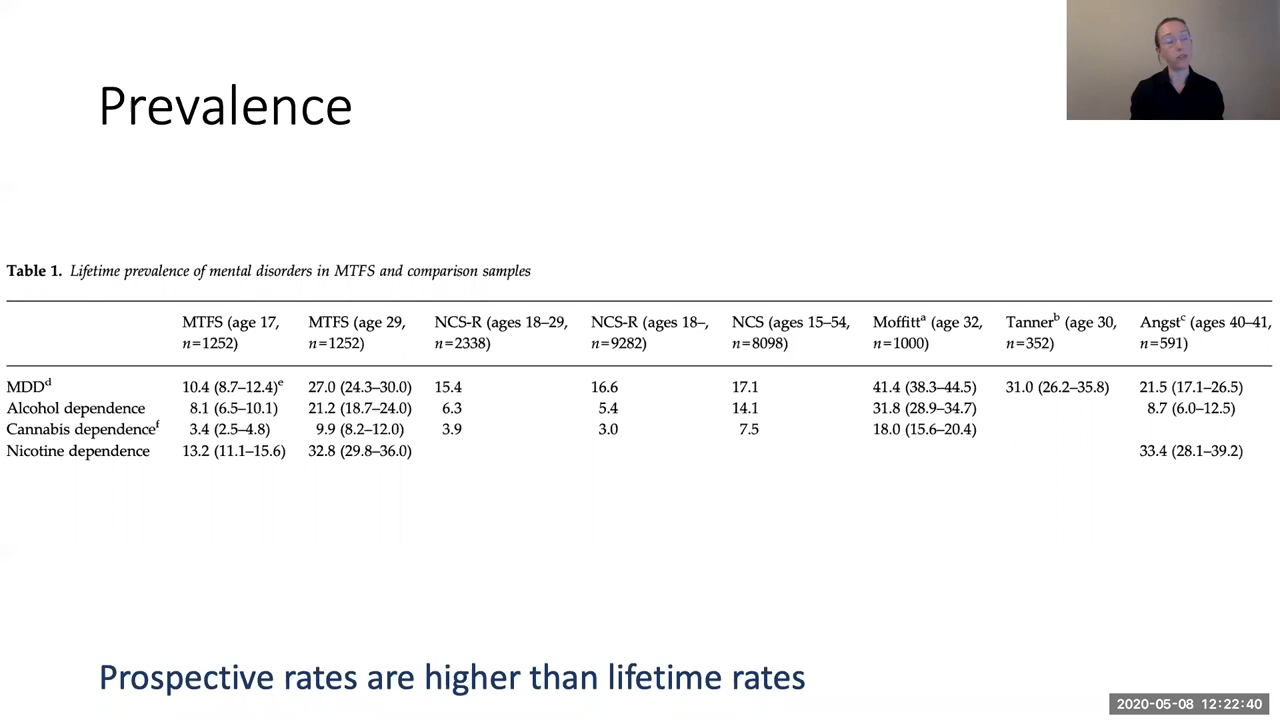 Prevalence
Table 1. Lifetime prevalence of mental disorders in MTFS and comparison samples
MTFS (age 17, n=1252) MTFS (age 29, n=1252) NCS-R (ages 18–29, n=2338) NCS-R (ages 18–, n=9282) NCS (ages 15–54, n=8098) Moffittᵃ (age 32, n=1000) Tannerᵇ (age 30, n=352) Angstᶜ (ages 40–41, n=591)
MDDᵈ 10.4 (8.7–12.4)ᵉ 27.0 (24.3–30.0) 15.4 16.6 17.1 41.4 (38.3–44.5) 31.0 (26.2–35.8) 21.5 (17.1–26.5)
Alcohol dependence 8.1 (6.5–10.1) 21.2 (18.7–24.0) 6.3 5.4 14.1 31.8 (28.9–34.7) 8.7 (6.0–12.5)
Cannabis dependenceᶠ 3.4 (2.5–4.8) 9.9 (8.2–12.0) 3.9 3.0 7.5 18.0 (15.6–20.4)
Nicotine dependence 13.2 (11.1–15.6) 32.8 (29.8–36.0) 33.4 (28.1–39.2)
Prospective rates are higher than lifetime rates
2020-05-08 12:22:40